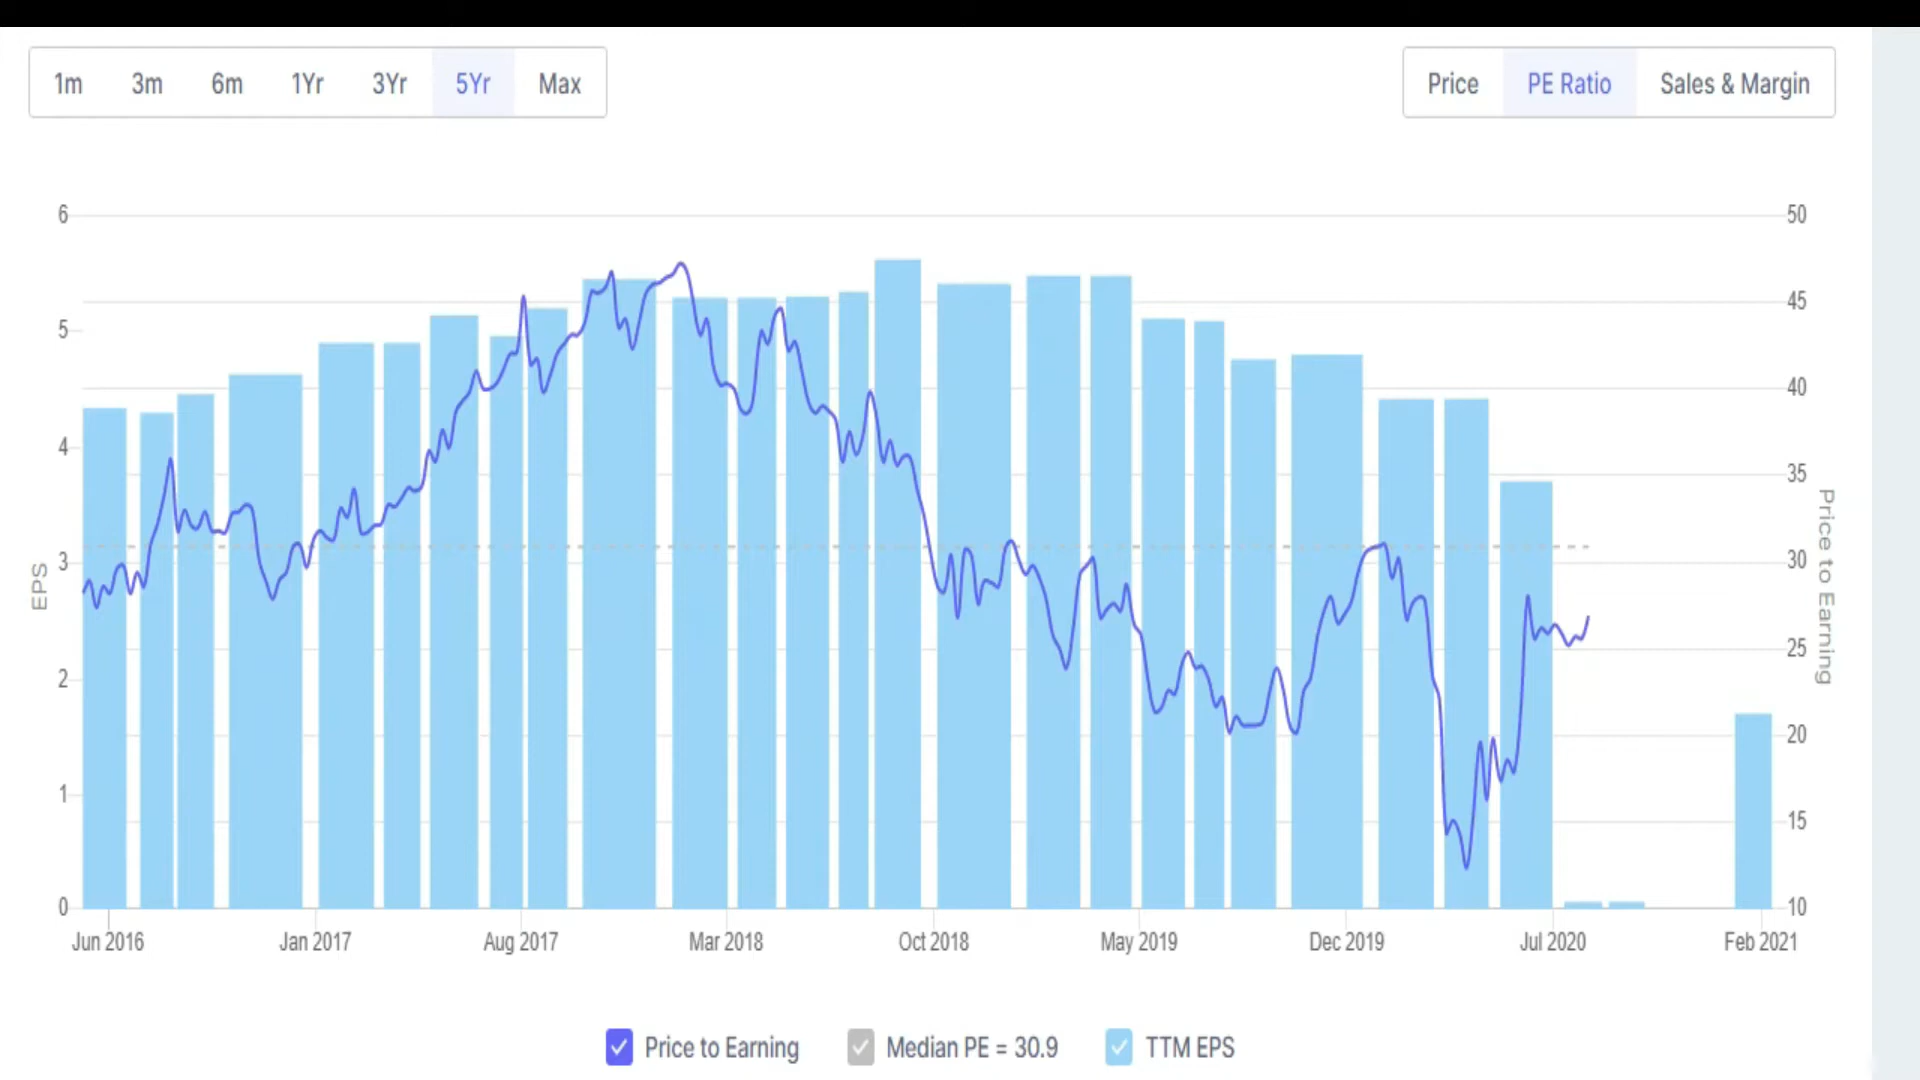 1m 3m 6m 1Yr 3Yr 5Yr Max
Price PE Ratio Sales & Margin
6
5
4
3
2
1
0
EPS
50
45
40
35
30
25
20
15
10
Price to Earning
Jun 2016 Jan 2017 Aug 2017 Mar 2018 Oct 2018 May 2019 Dec 2019 Jul 2020 Feb 2021
Price to Earning Median PE = 30.9 TTM EPS